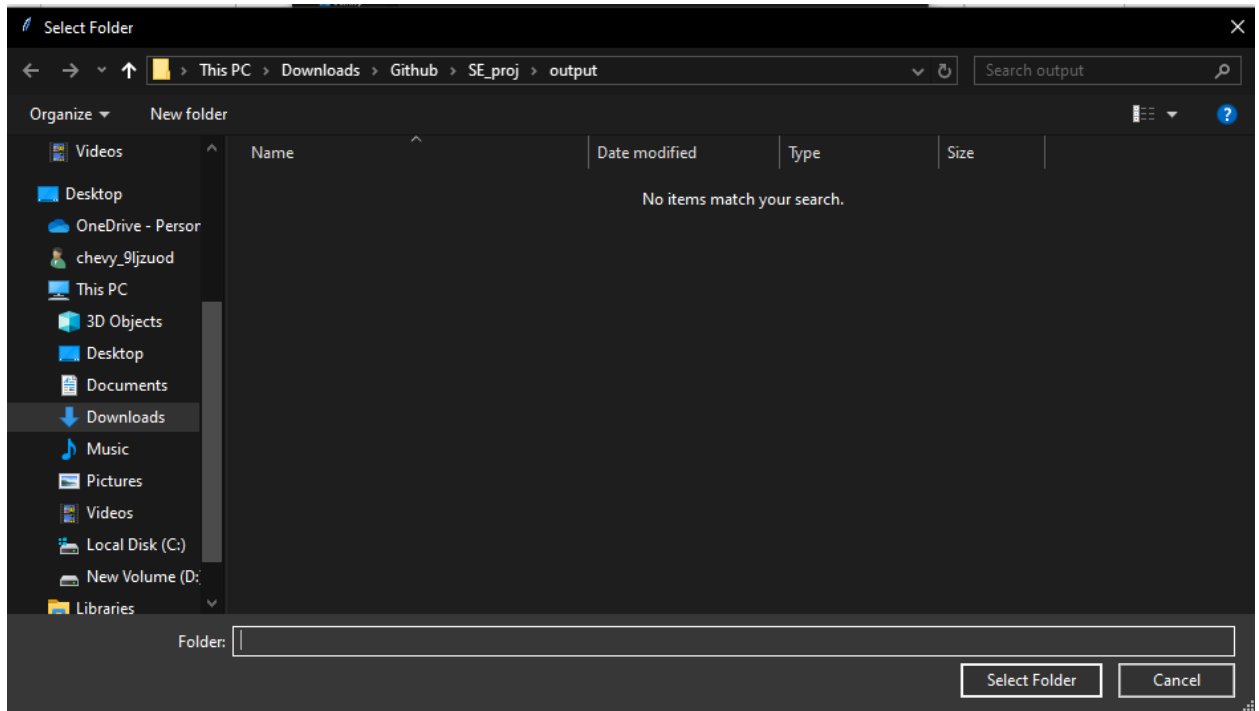 Select Folder
This PC > Downloads > Github > SE_proj > output
Search output
Organize
New folder
Name
Date modified
Type
Size
No items match your search.
Videos
Desktop
OneDrive - Person
chevy_9ljzuod
This PC
3D Objects
Desktop
Documents
Downloads
Music
Pictures
Videos
Local Disk (C:)
New Volume (D:
Libraries
Folder:
Select Folder
Cancel